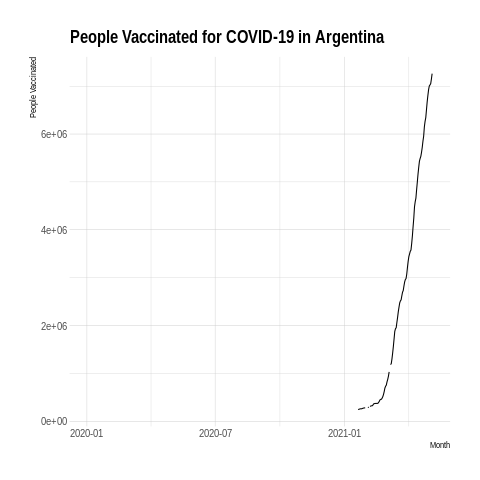 People Vaccinated for COVID-19 in Argentina
People Vaccinated
6e+06
4e+06
2e+06
0e+00
2020-01 2020-07 2021-01
Month